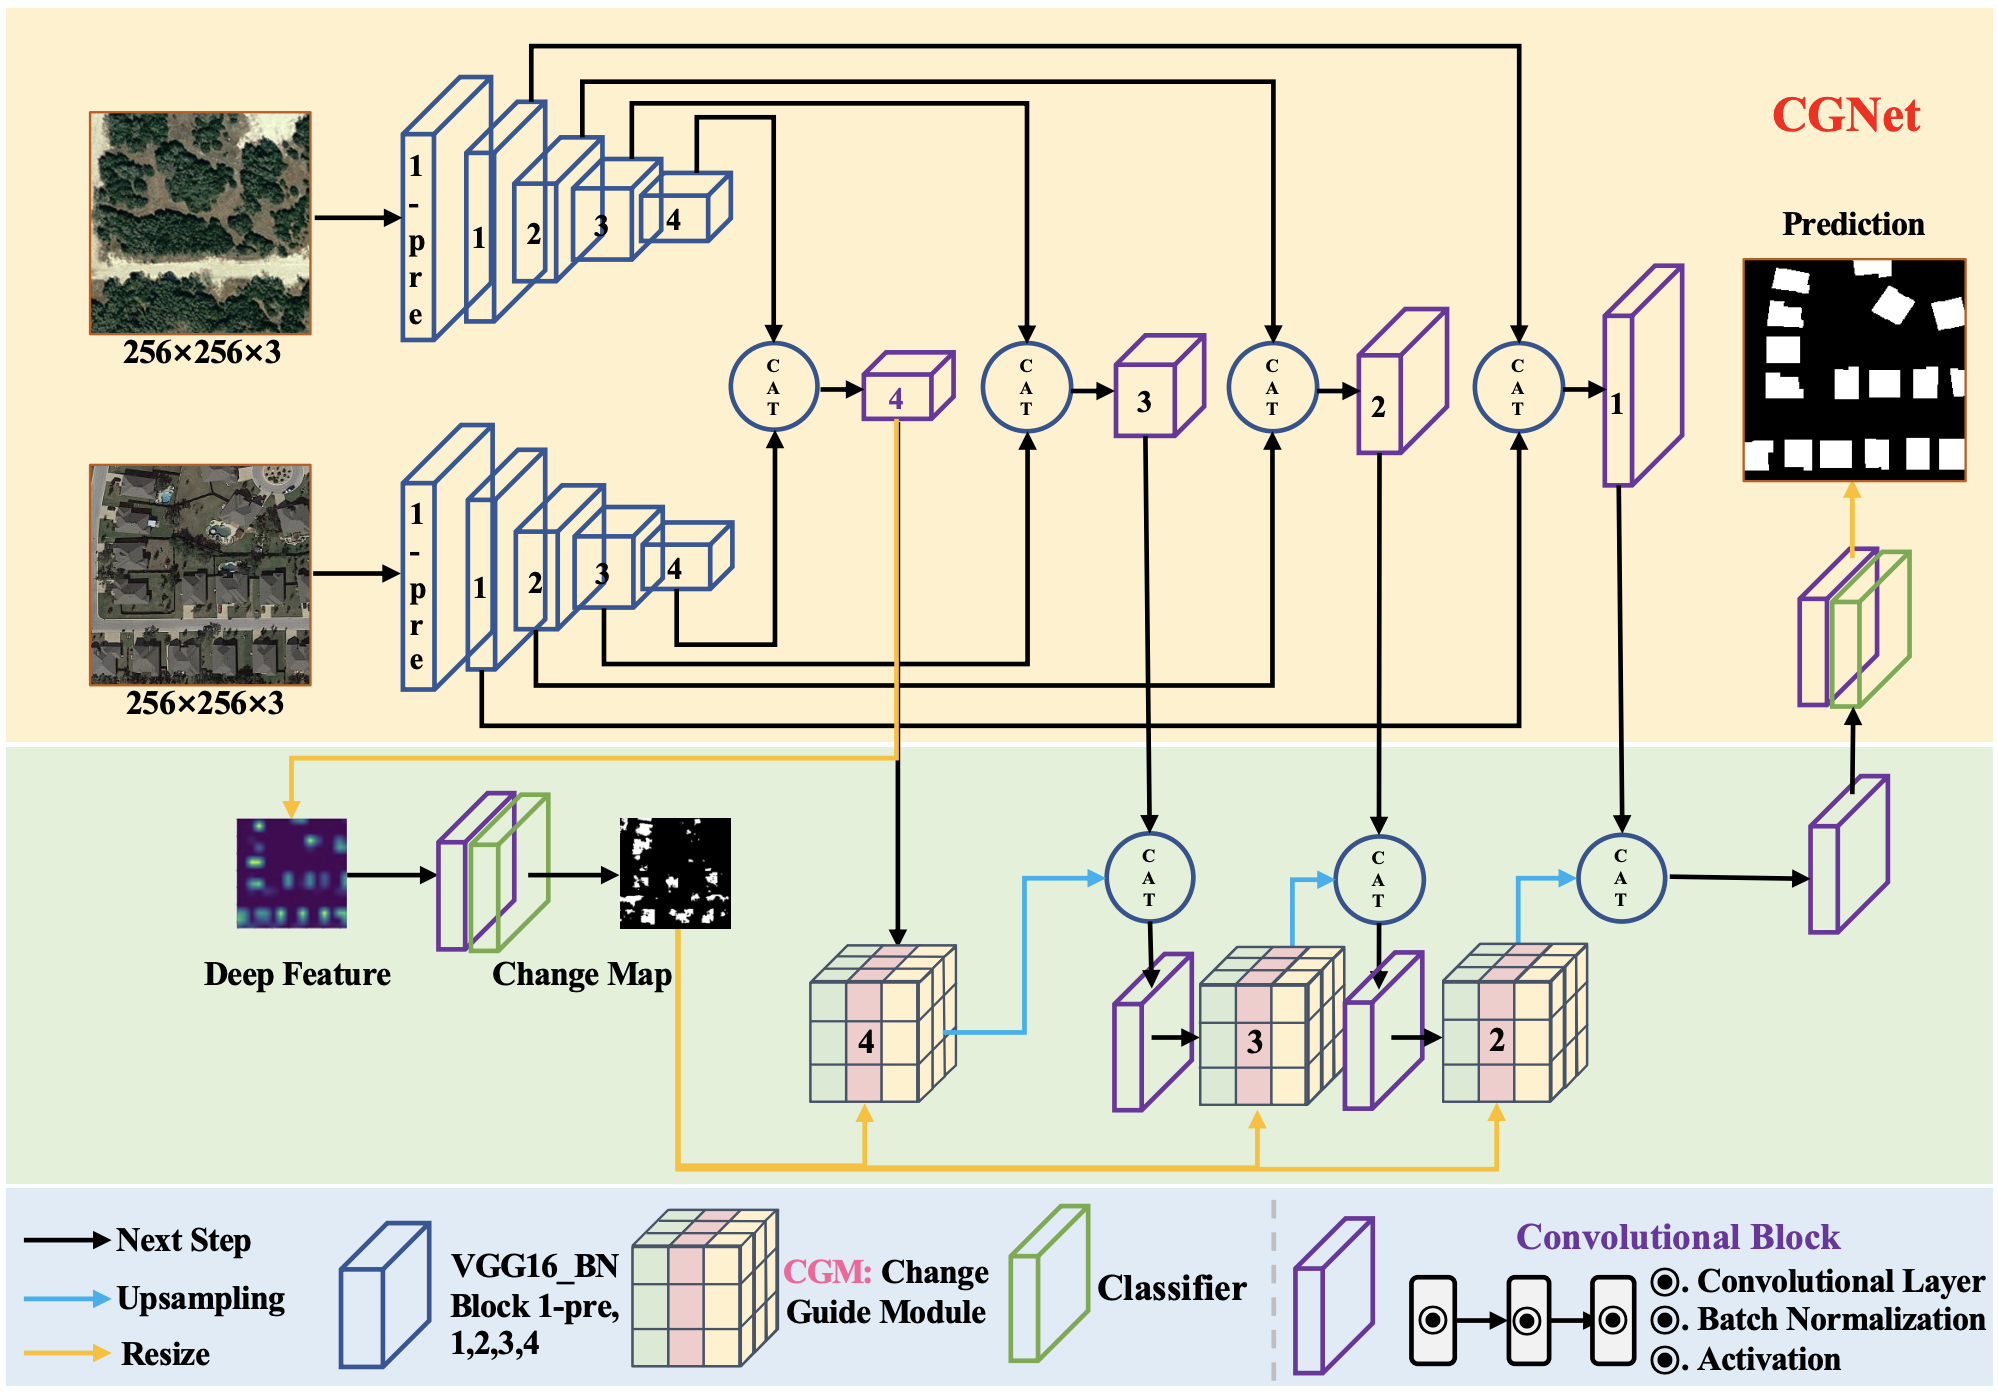 CGNet
1-pre
1
2
3
4
256×256×3
CAT
4
CAT
3
CAT
2
CAT
1
Prediction
1-pre
1
2
3
4
256×256×3
Deep Feature
Change Map
CAT
CAT
CAT
4
3
2
Next Step
Upsampling
Resize
VGG16_BN
Block 1-pre,
1,2,3,4
CGM: Change
Guide Module
Classifier
Convolutional Block
. Convolutional Layer
. Batch Normalization
. Activation